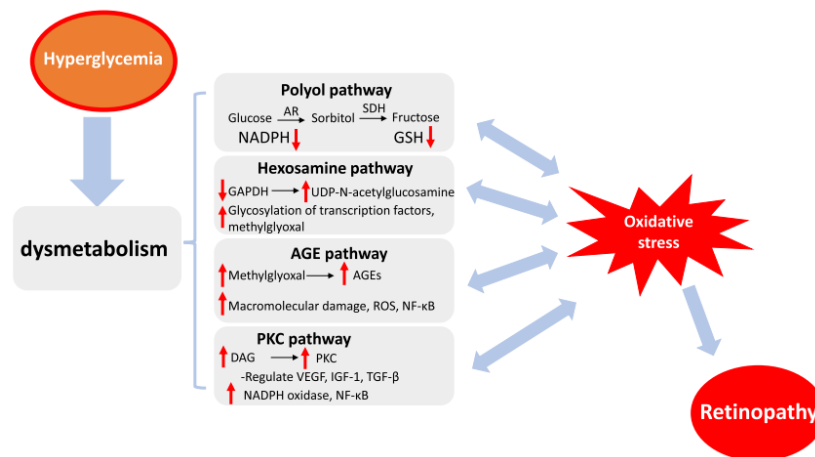 Hyperglycemia
dysmetabolism
Polyol pathway
AR SDH
Glucose Sorbitol Fructose
NADPH GSH
Hexosamine pathway
GAPDH UDP-N-acetylglucosamine
Glycosylation of transcription factors,
methylglyoxal
AGE pathway
Methylglyoxal AGEs
Macromolecular damage, ROS, NF-κB
PKC pathway
DAG PKC
-Regulate VEGF, IGF-1, TGF-β
NADPH oxidase, NF-κB
Oxidative
stress
Retinopathy